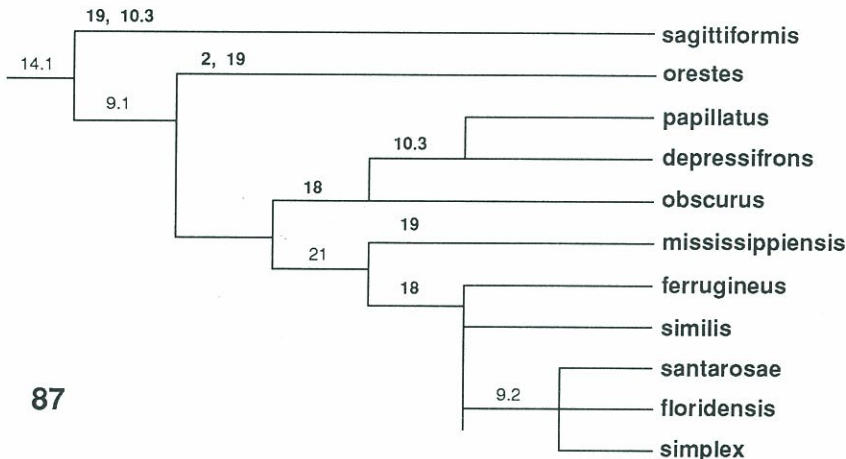 19, 10.3
sagittiformis
14.1
2, 19
orestes
9.1
papillatus
10.3
depressifrons
18
obscurus
19
mississippiensis
21
18
ferrugineus
similis
santarosae
87
9.2
floridensis
simplex